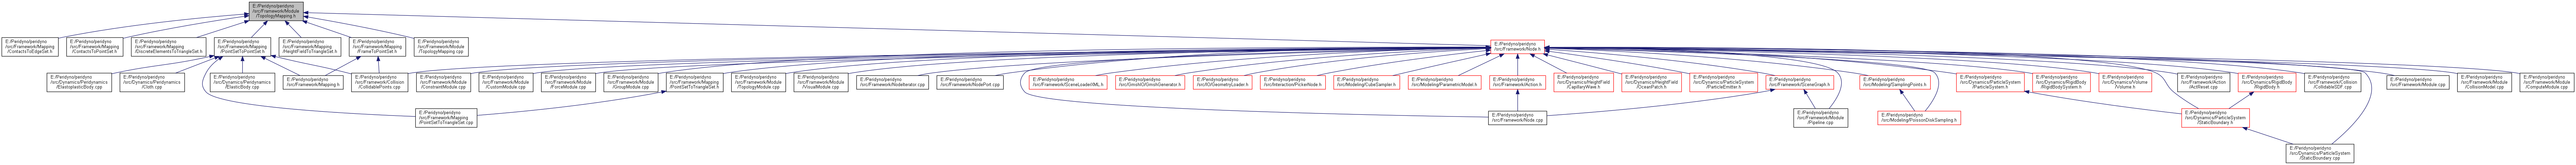 E:/Peridyno/peridyno
/src/Framework/Module
/TopologyMapping.h
E:/Peridyno/peridyno
/src/Framework/Mapping
/ContactsToEdgeSet.h
E:/Peridyno/peridyno
/src/Framework/Mapping
/ContactsToPointSet.h
E:/Peridyno/peridyno
/src/Framework/Mapping
/DiscreteElementsToTriangleSet.h
E:/Peridyno/peridyno
/src/Framework/Mapping
/PointSetToPointSet.h
E:/Peridyno/peridyno
/src/Framework/Mapping
/HeightFieldToTriangleSet.h
E:/Peridyno/peridyno
/src/Framework/Mapping
/FrameToPointSet.h
E:/Peridyno/peridyno
/src/Framework/Module
/TopologyMapping.cpp
E:/Peridyno/peridyno
/src/Framework/Node.h
E:/Peridyno/peridyno
/src/Dynamics/Peridynamics
/ElastoplasticBody.cpp
E:/Peridyno/peridyno
/src/Dynamics/Peridynamics
/Cloth.cpp
E:/Peridyno/peridyno
/src/Dynamics/Peridynamics
/ElasticBody.cpp
E:/Peridyno/peridyno
/src/Framework/Mapping.h
E:/Peridyno/peridyno
/src/Framework/Collision
/CollidablePoints.cpp
E:/Peridyno/peridyno
/src/Framework/Module
/ConstraintModule.cpp
E:/Peridyno/peridyno
/src/Framework/Module
/CustomModule.cpp
E:/Peridyno/peridyno
/src/Framework/Module
/ForceModule.cpp
E:/Peridyno/peridyno
/src/Framework/Module
/GroupModule.cpp
E:/Peridyno/peridyno
/src/Framework/Mapping
/PointSetToTriangleSet.h
E:/Peridyno/peridyno
/src/Framework/Module
/TopologyModule.cpp
E:/Peridyno/peridyno
/src/Framework/Module
/VisualModule.cpp
E:/Peridyno/peridyno
/src/Framework/NodeIterator.cpp
E:/Peridyno/peridyno
/src/Framework/NodePort.cpp
E:/Peridyno/peridyno
/src/Framework/SceneLoaderXML.h
E:/Peridyno/peridyno
/src/GmshIO/GmshGenerator.h
E:/Peridyno/peridyno
/src/IO/GeometryLoader.h
E:/Peridyno/peridyno
/src/Interaction/PickerNode.h
E:/Peridyno/peridyno
/src/Modeling/CubeSampler.h
E:/Peridyno/peridyno
/src/Modeling/ParametricModel.h
E:/Peridyno/peridyno
/src/Framework/Action.h
E:/Peridyno/peridyno
/src/Dynamics/HeightField
/CapillaryWave.h
E:/Peridyno/peridyno
/src/Dynamics/HeightField
/OceanPatch.h
E:/Peridyno/peridyno
/src/Dynamics/ParticleSystem
/ParticleEmitter.h
E:/Peridyno/peridyno
/src/Framework/SceneGraph.h
E:/Peridyno/peridyno
/src/Modeling/SamplingPoints.h
E:/Peridyno/peridyno
/src/Dynamics/ParticleSystem
/ParticleSystem.h
E:/Peridyno/peridyno
/src/Dynamics/RigidBody
/RigidBodySystem.h
E:/Peridyno/peridyno
/src/Dynamics/Volume
/Volume.h
E:/Peridyno/peridyno
/src/Framework/Action
/ActReset.cpp
E:/Peridyno/peridyno
/src/Dynamics/RigidBody
/RigidBody.h
E:/Peridyno/peridyno
/src/Framework/Collision
/CollidableSDF.cpp
E:/Peridyno/peridyno
/src/Framework/Module.cpp
E:/Peridyno/peridyno
/src/Framework/Module
/CollisionModel.cpp
E:/Peridyno/peridyno
/src/Framework/Module
/ComputeModule.cpp
E:/Peridyno/peridyno
/src/Framework/Mapping
/PointSetToTriangleSet.cpp
E:/Peridyno/peridyno
/src/Framework/Node.cpp
E:/Peridyno/peridyno
/src/Framework/Module
/Pipeline.cpp
E:/Peridyno/peridyno
/src/Modeling/PoissonDiskSampling.h
E:/Peridyno/peridyno
/src/Dynamics/ParticleSystem
/StaticBoundary.h
E:/Peridyno/peridyno
/src/Dynamics/ParticleSystem
/StaticBoundary.cpp